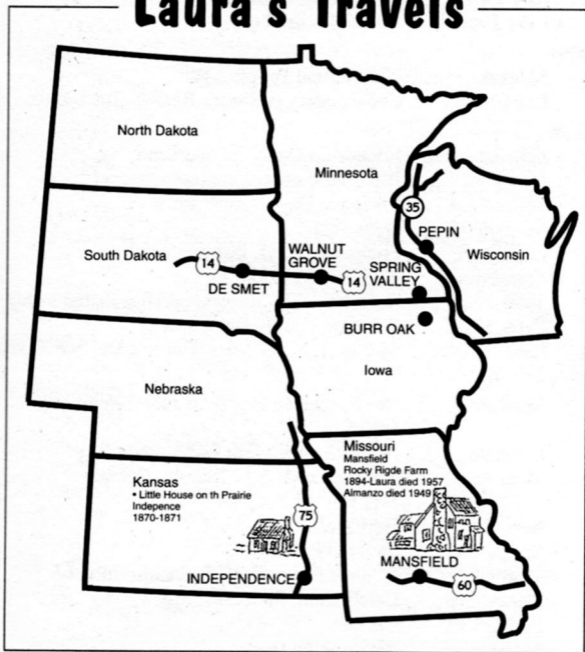 Laura's Travels
North Dakota
Minnesota
35
PEPIN
Wisconsin
South Dakota
14
DE SMET
WALNUT
GROVE
14
SPRING
VALLEY
BURR OAK
Iowa
Nebraska
Kansas
• Little House on th Prairie
Indepence
1870-1871
75
INDEPENDENCE
Missouri
Mansfield
Rocky Rigde Farm
1894-Laura died 1957
Almanzo died 1949
MANSFIELD
60